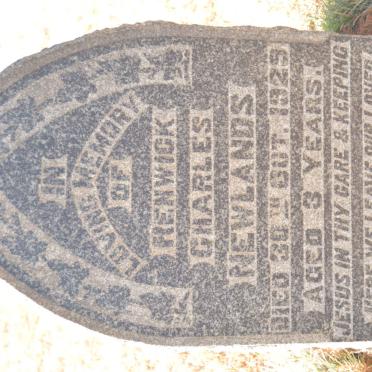 IN
LOVING MEMORY
OF
RENWICK
CHARLES
NEWLANDS
DIED 30TH OCT. 1925
AGED 3 YEARS.
JESUS IN THY CARE & KEEPING